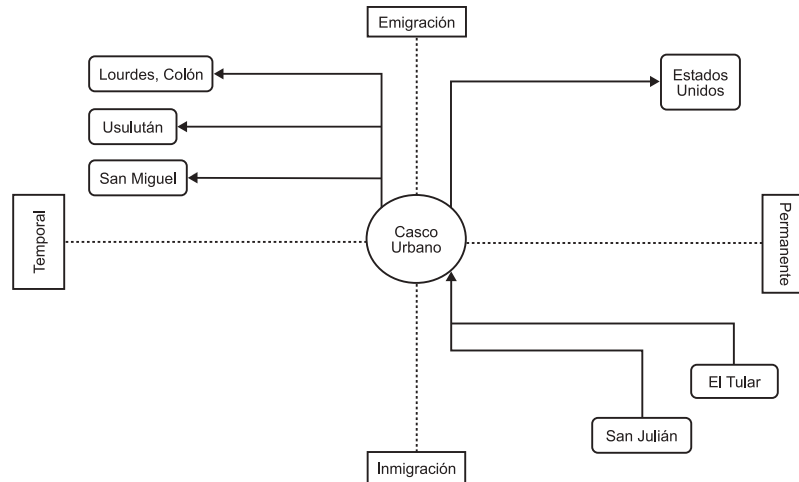 Emigración
Lourdes, Colón
Estados
Unidos
Usulután
San Miguel
Temporal
Casco
Urbano
Permanente
El Tular
San Julián
Inmigración